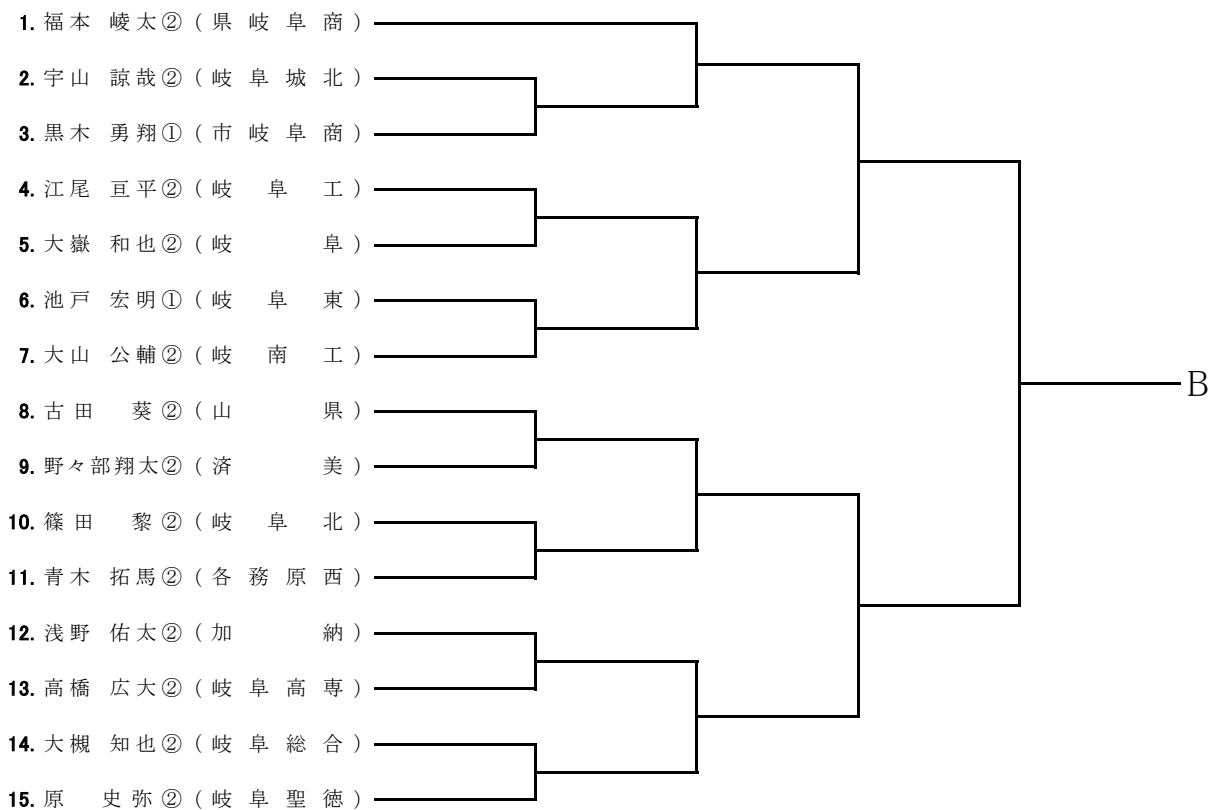 1. 福本 崚太② (県岐阜商)
2. 宇山 諒哉② (岐阜城北)
3. 黒木 勇翔① (市岐阜商)
4. 江尾 亘平② (岐阜工)
5. 大嶽 和也② (岐阜)
6. 池戸 宏明① (岐阜東)
7. 大山 公輔② (岐南工)
B
8. 古田 葵② (山県)
9. 野々部翔太② (済美)
10. 篠田 黎② (岐阜北)
11. 青木 拓馬② (各務原西)
12. 浅野 佑太② (加納)
13. 高橋 広大② (岐阜高専)
14. 大槻 知也② (岐阜総合)
15. 原 史弥② (岐阜聖徳)